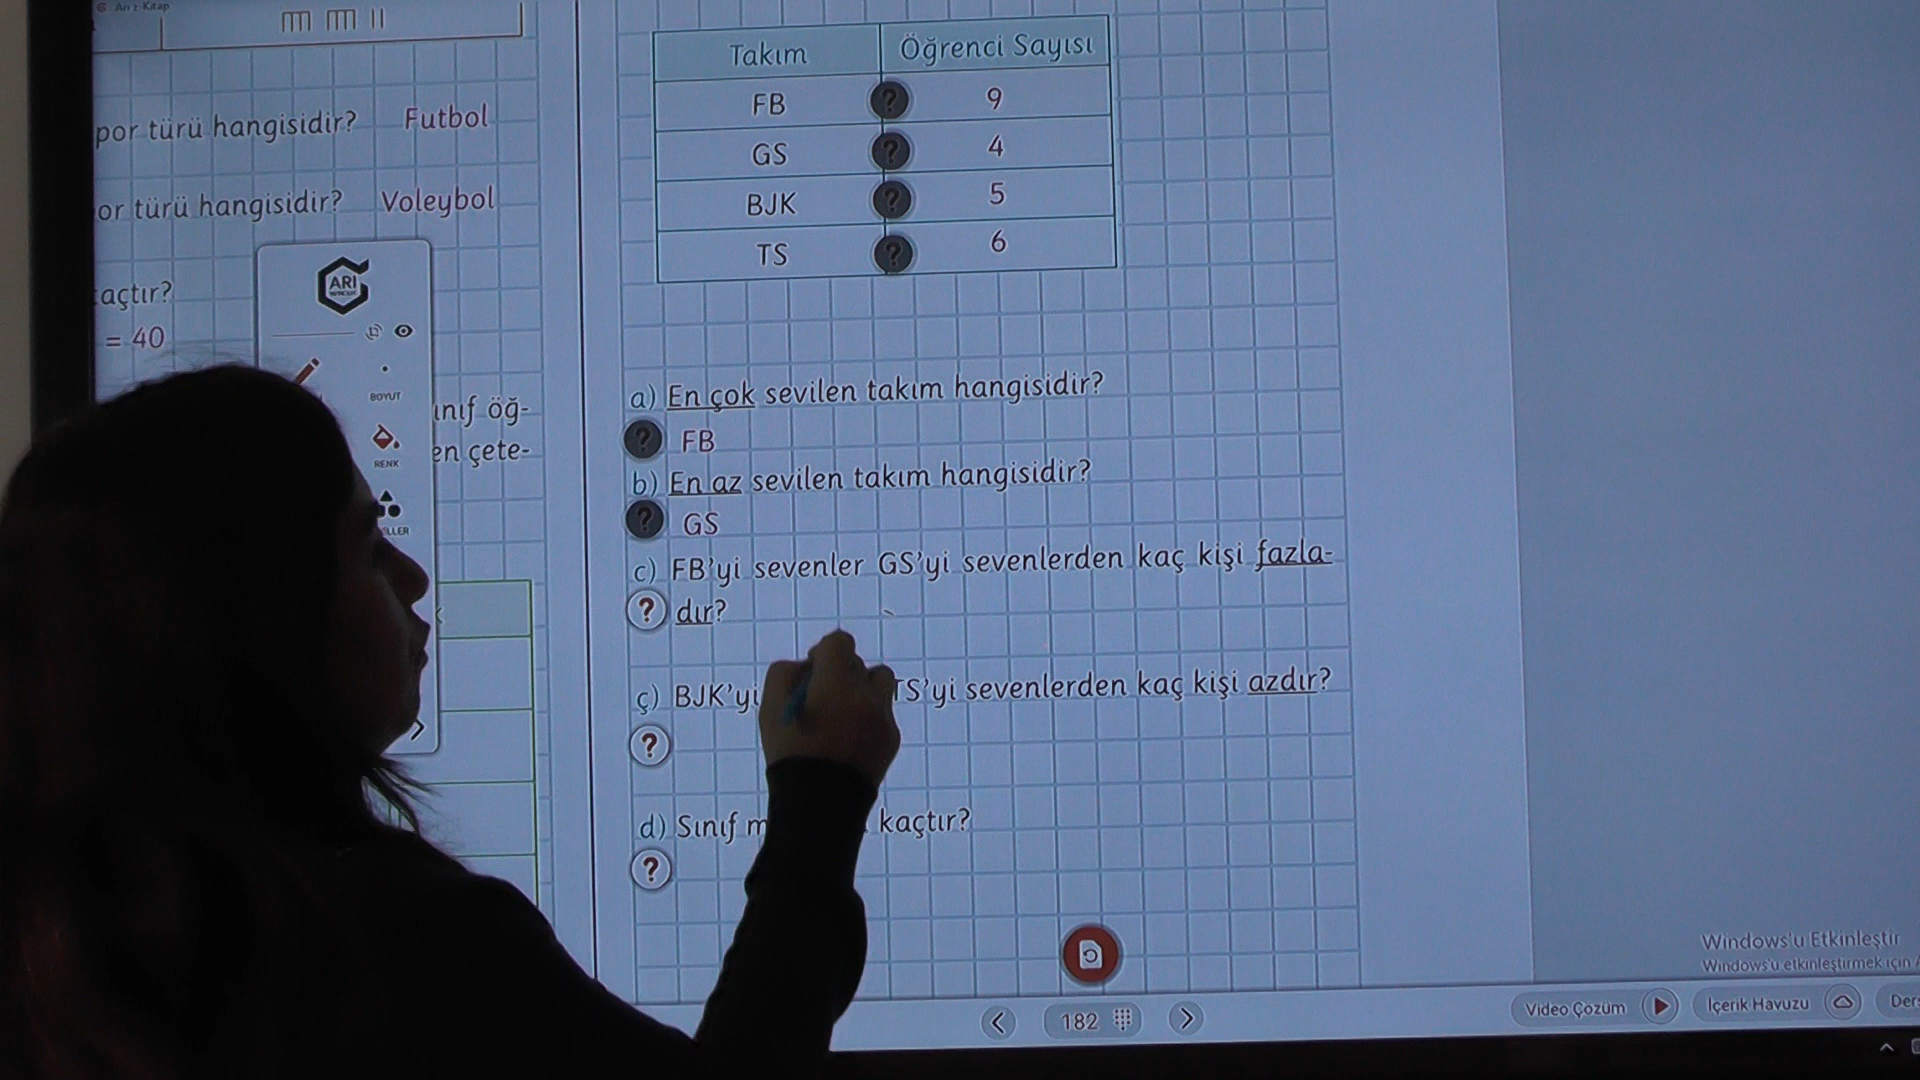 Arı z-Kitap
por türü hangisidir? Futbol
or türü hangisidir? Voleybol
açtır?
= 40
ınıf öğ-
en çete-
ARI
BOYUT
RENK
Takım Öğrenci Sayısı
FB ? 9
GS ? 4
BJK ? 5
TS ? 6
a) En çok sevilen takım hangisidir?
? FB
b) En az sevilen takım hangisidir?
? GS
c) FB'yi sevenler GS'yi sevenlerden kaç kişi fazla-
? dır?
ç) BJK'yi TS'yi sevenlerden kaç kişi azdır?
?
d) Sınıf kaçtır?
?
182
Windows'u Etkinleştir
Windows'u etkinleştirmek için
Video Çözüm
İçerik Havuzu
Ders